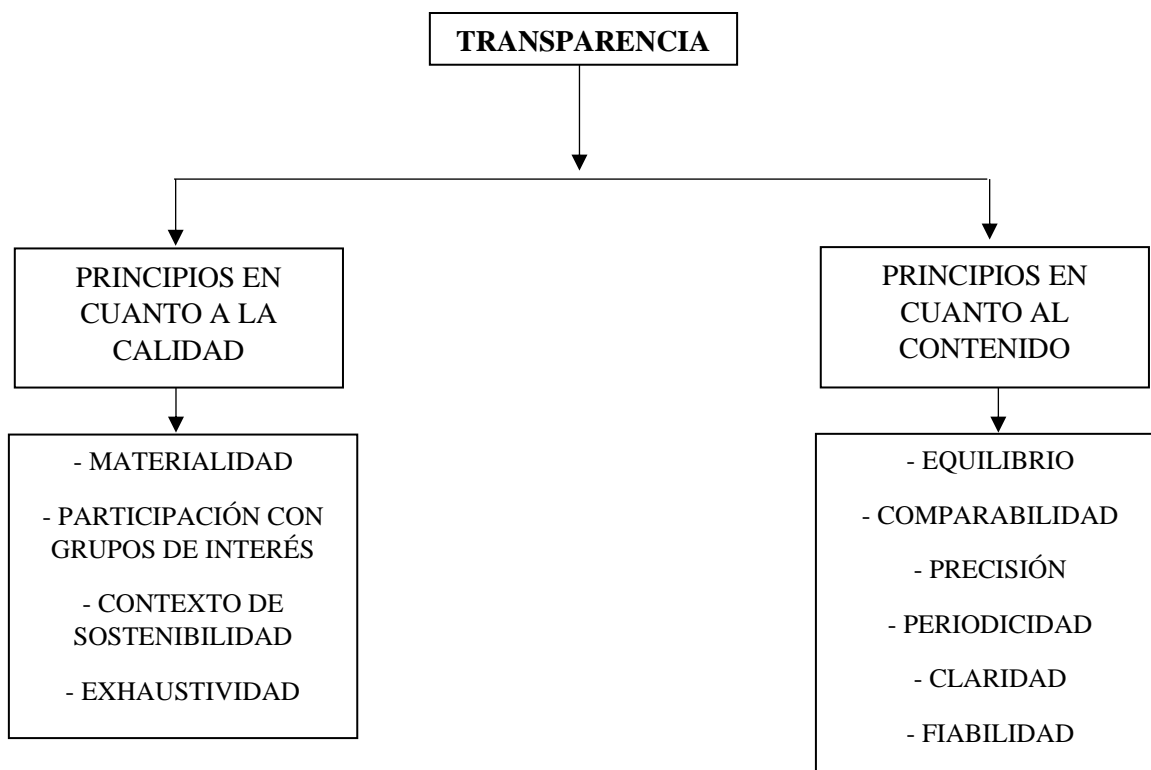 TRANSPARENCIA
PRINCIPIOS EN
CUANTO A LA
CALIDAD
PRINCIPIOS EN
CUANTO AL
CONTENIDO
- MATERIALIDAD
- PARTICIPACIÓN CON
GRUPOS DE INTERÉS
- CONTEXTO DE
SOSTENIBILIDAD
- EXHAUSTIVIDAD
- EQUILIBRIO
- COMPARABILIDAD
- PRECISIÓN
- PERIODICIDAD
- CLARIDAD
- FIABILIDAD